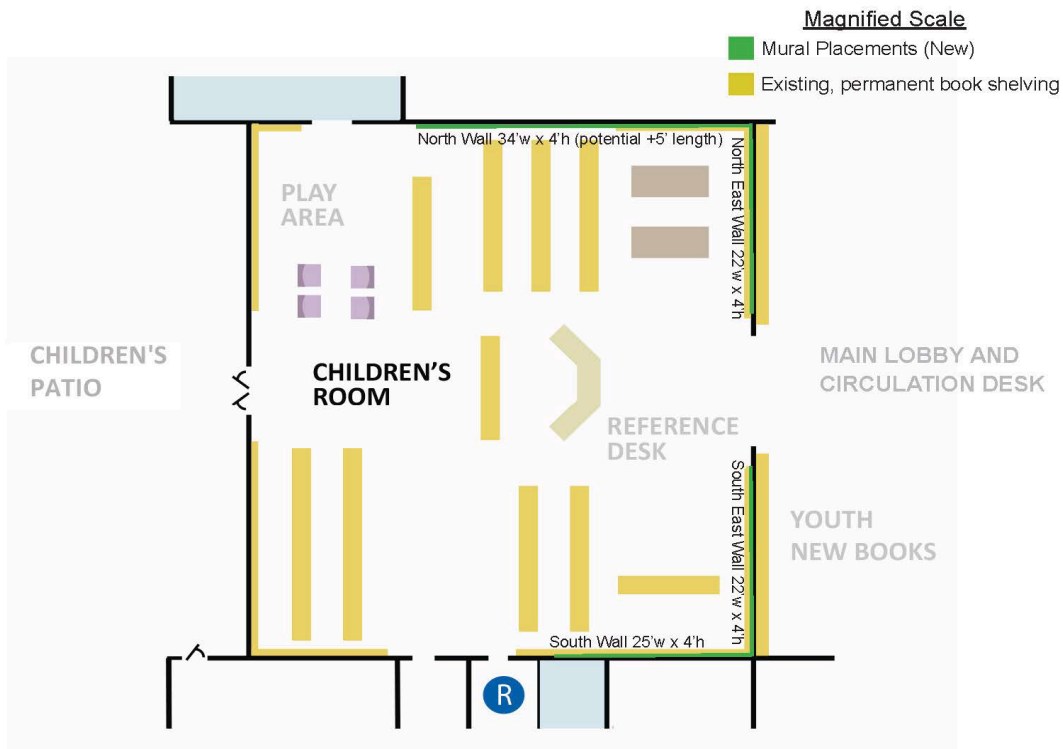 Magnified Scale
Mural Placements (New)
Existing, permanent book shelving
North Wall 34'w x 4'h (potential +5' length)
North East Wall 22'w x 4'h
PLAY
AREA
CHILDREN'S
PATIO
CHILDREN'S
ROOM
MAIN LOBBY AND
CIRCULATION DESK
REFERENCE
DESK
South East Wall 22'w x 4'h
YOUTH
NEW BOOKS
South Wall 25'w x 4'h
R